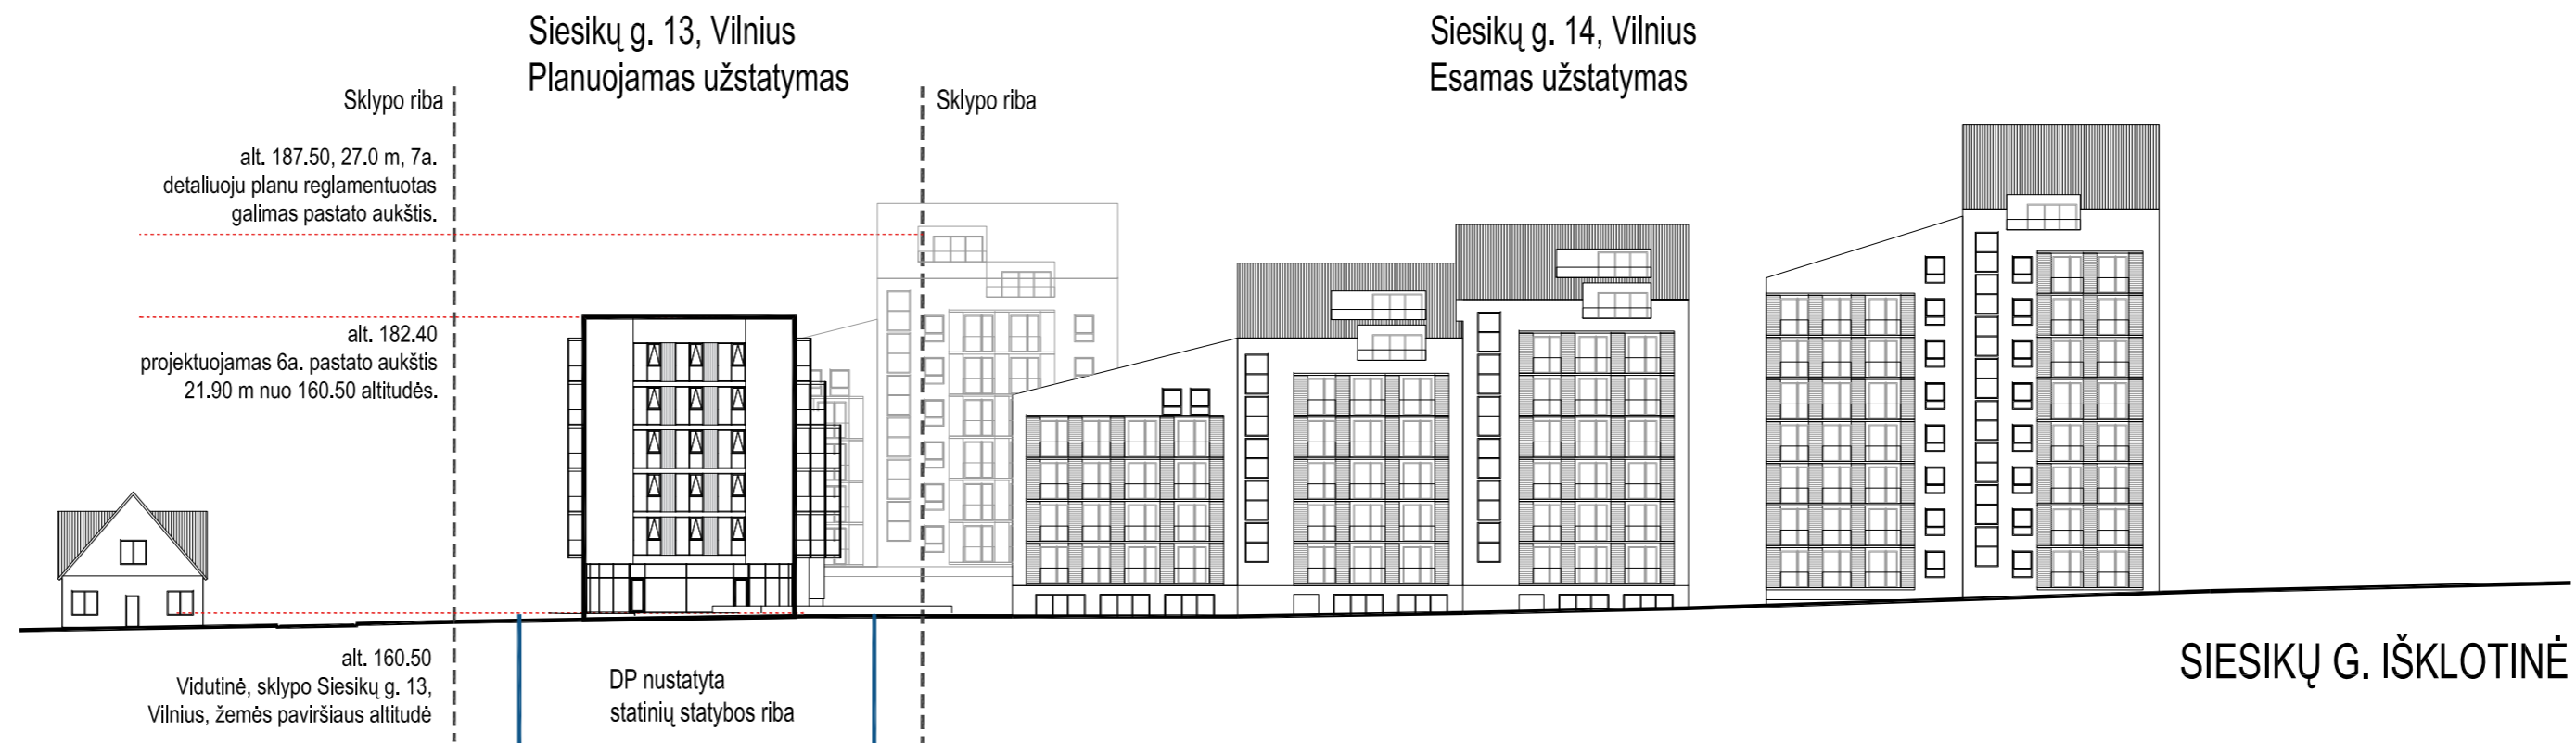 Siesikų g. 13, Vilnius
Planuojamas užstatymas
Siesikų g. 14, Vilnius
Esamas užstatymas
Sklypo riba
Sklypo riba
alt. 187.50, 27.0 m, 7a.
detaliuoju planu reglamentuotas
galimas pastato aukštis.
alt. 182.40
projektuojamas 6a. pastato aukštis
21.90 m nuo 160.50 altitudės.
alt. 160.50
Vidutinė, sklypo Siesikų g. 13,
Vilnius, žemės paviršiaus altitudė
DP nustatyta
statinių statybos riba
SIESIKŲ G. IŠKLOTINĖ